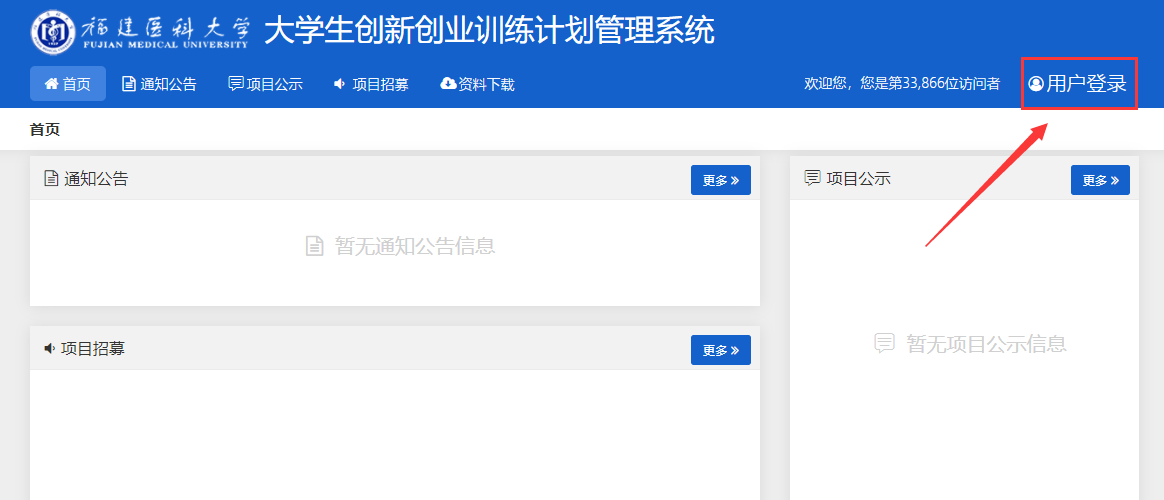 福建医科大学
FUJIAN MEDICAL UNIVERSITY
大学生创新创业训练计划管理系统
首页 通知公告 项目公示 项目招募 资料下载 欢迎您，您是第33,866位访问者 用户登录
首页
通知公告 更多
暂无通知公告信息
项目招募 更多
项目公示 更多
暂无项目公示信息